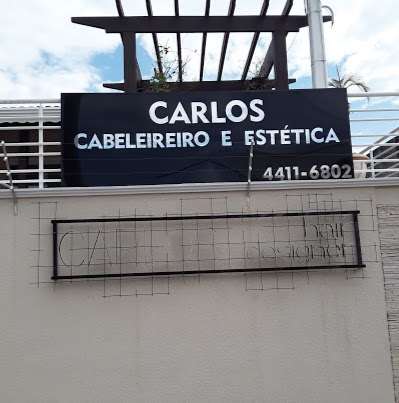 CARLOS
CABELEIREIRO E ESTÉTICA
4411-6802
hair
designer